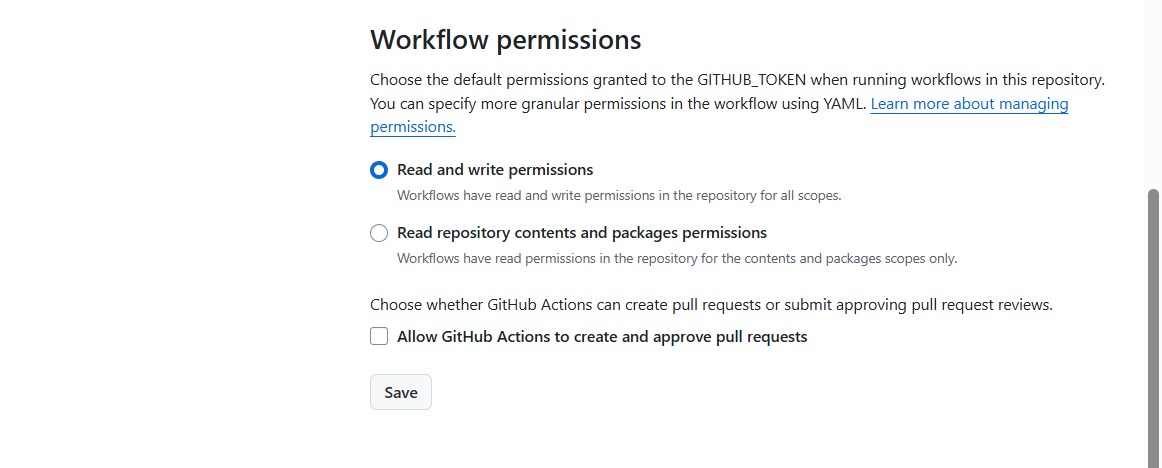 Workflow permissions
Choose the default permissions granted to the GITHUB_TOKEN when running workflows in this repository.
You can specify more granular permissions in the workflow using YAML. Learn more about managing
permissions.
Read and write permissions
Workflows have read and write permissions in the repository for all scopes.
Read repository contents and packages permissions
Workflows have read permissions in the repository for the contents and packages scopes only.
Choose whether GitHub Actions can create pull requests or submit approving pull request reviews.
Allow GitHub Actions to create and approve pull requests
Save